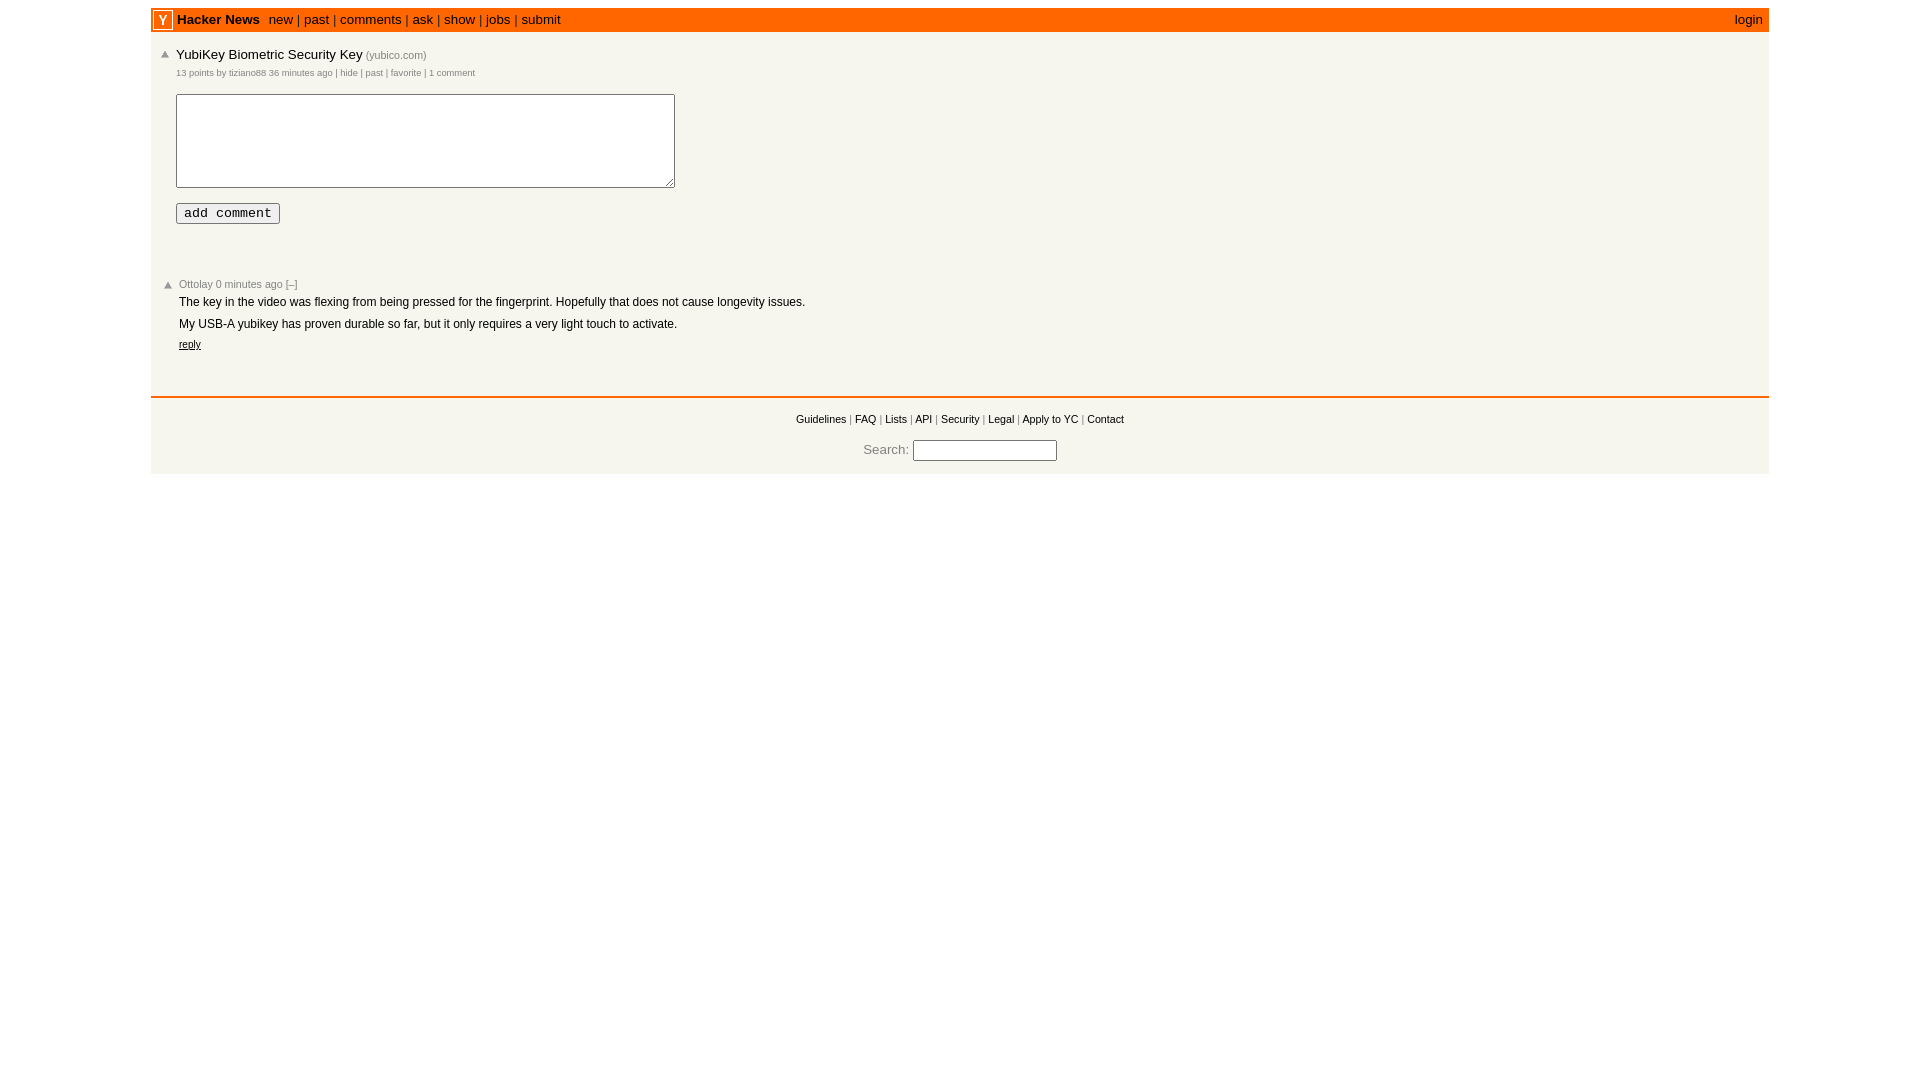 Y Hacker News new | past | comments | ask | show | jobs | submit login
YubiKey Biometric Security Key (yubico.com)
13 points by tiziano88 36 minutes ago | hide | past | favorite | 1 comment
add comment
Ottolay 0 minutes ago [–]
The key in the video was flexing from being pressed for the fingerprint. Hopefully that does not cause longevity issues.
My USB-A yubikey has proven durable so far, but it only requires a very light touch to activate.
reply
Guidelines | FAQ | Lists | API | Security | Legal | Apply to YC | Contact
Search: